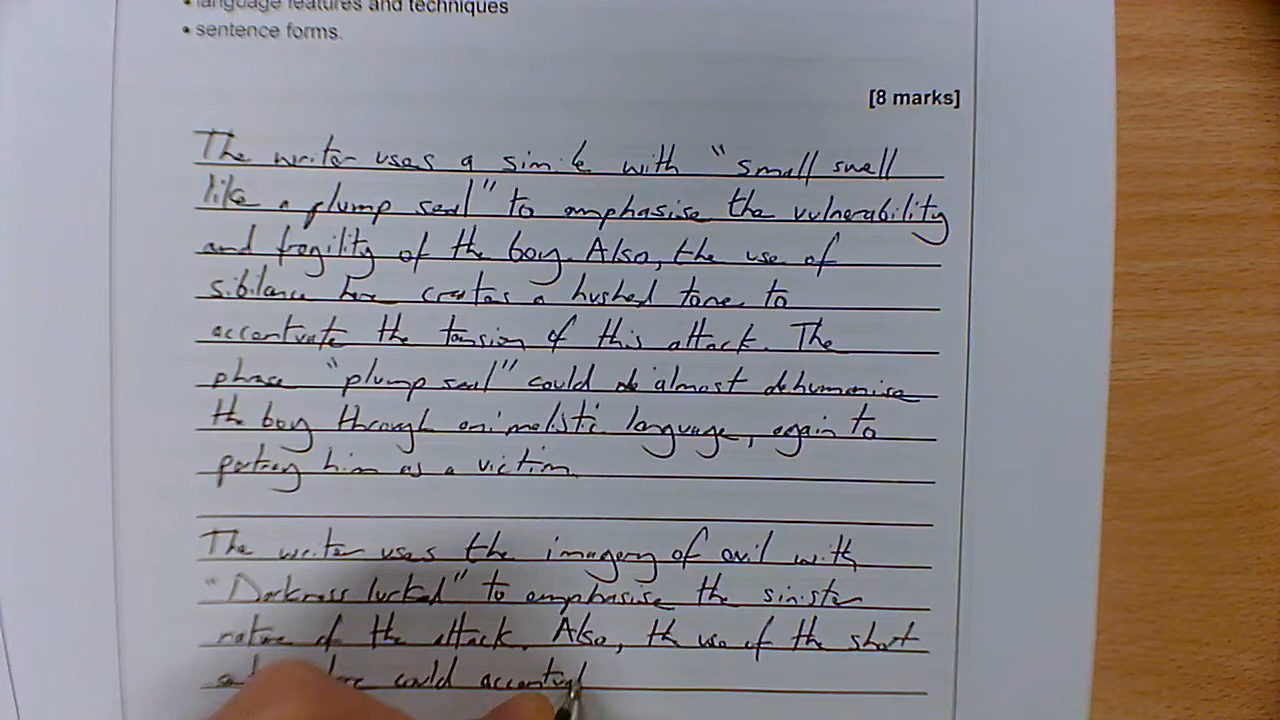 • language features and techniques
• sentence forms.
[8 marks]
The writer uses a simile with "small swell
like a plump seal" to emphasise the vulnerability
and fragility of the boy. Also, the use of
sibilance here creates a hushed tone to
accentuate the tension of this attack. The
phrase "plump seal" could almost dehumanise
the boy through animalistic language, again to
portray him as a victim
The writer uses the imagery of evil with
"Darkness lurked" to emphasise the sinister
nature of the attack. Also, the use of the short
here could accentuat